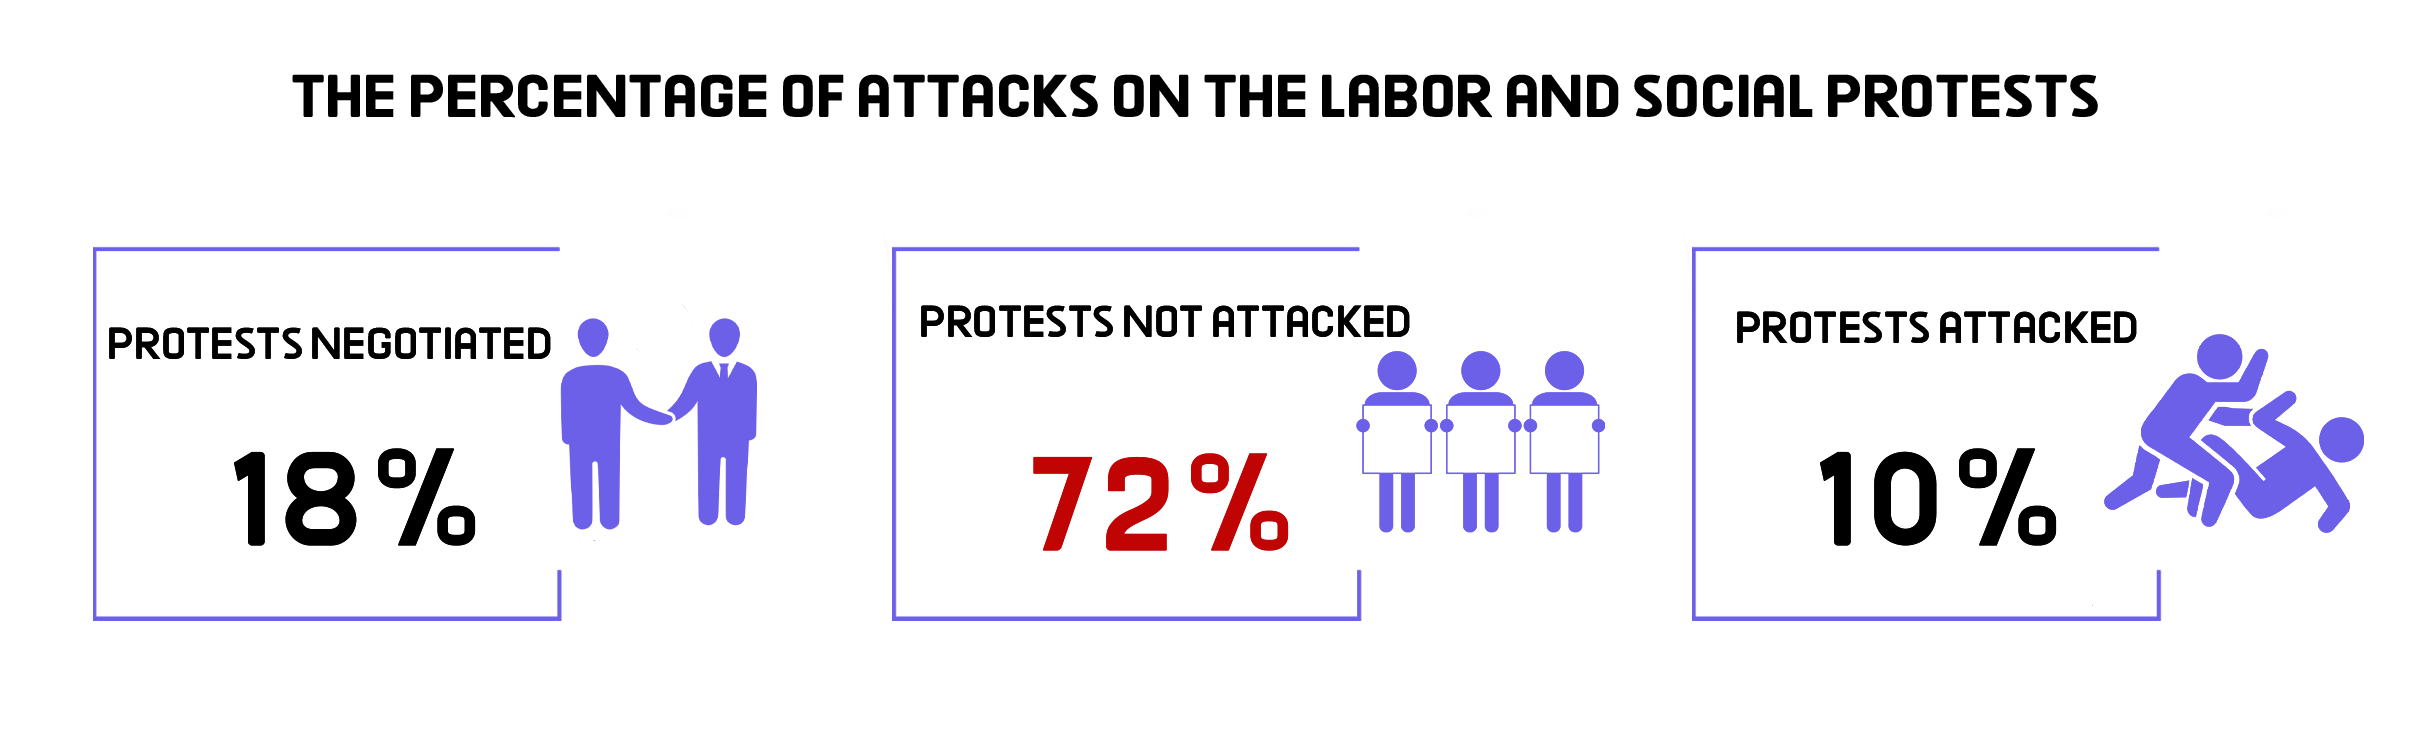 THE PERCENTAGE OF ATTACKS ON THE LABOR AND SOCIAL PROTESTS
PROTESTS NEGOTIATED
18%
PROTESTS NOT ATTACKED
72%
PROTESTS ATTACKED
10%